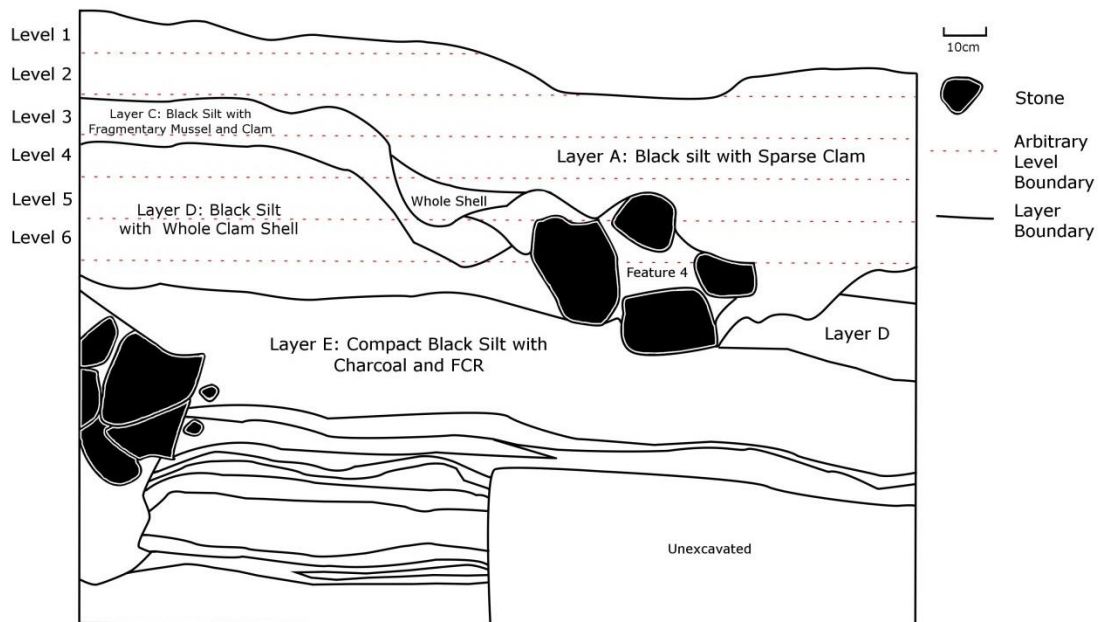 Level 1
Level 2
Level 3
Level 4
Level 5
Level 6
Layer C: Black Silt with
Fragmentary Mussel and Clam
Layer A: Black silt with Sparse Clam
Whole Shell
Layer D: Black Silt
with Whole Clam Shell
Feature 4
Layer E: Compact Black Silt with
Charcoal and FCR
Layer D
Unexcavated
10cm
Stone
Arbitrary
Level
Boundary
Layer
Boundary